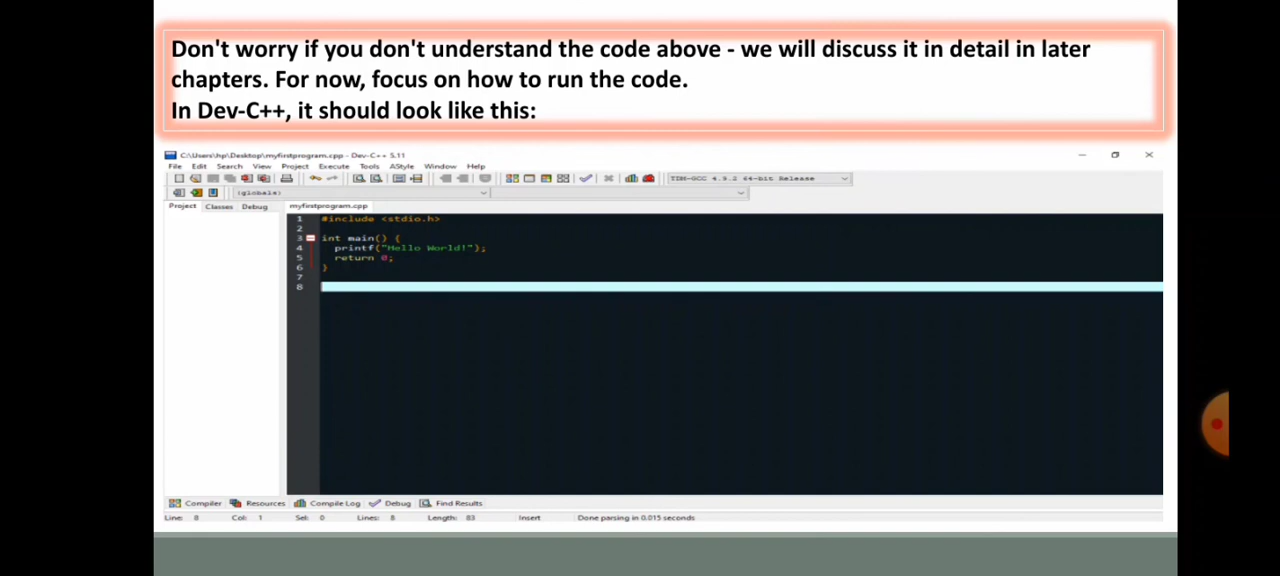 Don't worry if you don't understand the code above - we will discuss it in detail in later
chapters. For now, focus on how to run the code.
In Dev-C++, it should look like this:
C:\Users\hp\Desktop\myfirstprogram.cpp - Dev-C++ 5.11
File Edit Search View Project Execute Tools AStyle Window Help
TDM-GCC 4.9.2 64-bit Release
(globals)
Project Classes Debug myfirstprogram.cpp
1 #include <stdio.h>
2
3 int main() {
4 printf("Hello World!");
5 return 0;
6 }
7
8
Compiler Resources Compile Log Debug Find Results
Line: 8 Col: 1 Sel: 0 Lines: 8 Length: 83 Insert Done parsing in 0.015 seconds